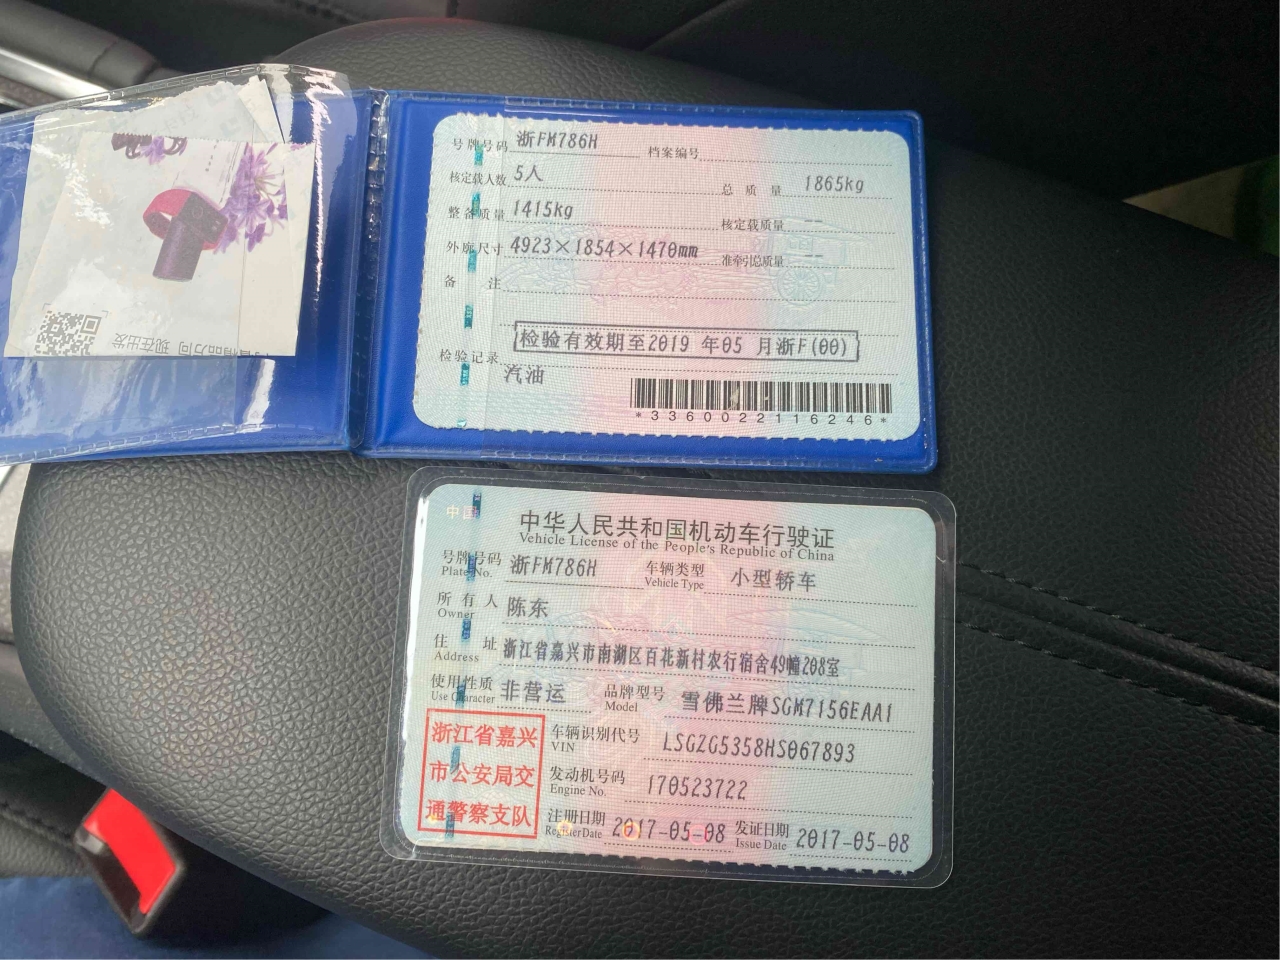 号牌号码 浙FM786H 档案编号
核定载人数 5人 总质量 1865kg
整备质量 1415kg 核定载质量 --
外廓尺寸 4923×1854×1470mm 准牵引总质量 --
备注
检验有效期至2019 年05 月浙F(00)
检验记录
汽油
*3360022116246*
现在出发
中国
中华人民共和国机动车行驶证
Vehicle License of the People's Republic of China
号牌号码 浙FM786H 车辆类型 小型轿车
Plate No. Vehicle Type
所有人 陈东
Owner
住址 浙江省嘉兴市南湖区百花新村农行宿舍49幢208室
Address
使用性质 非营运 品牌型号 雪佛兰牌SGM7156EAA1
Use Character Model
浙江省嘉兴
市公安局交
通警察支队
车辆识别代号 LSGZG5358HS067893
VIN
发动机号码 170523722
Engine No.
注册日期 2017-05-08 发证日期 2017-05-08
Register Date Issue Date